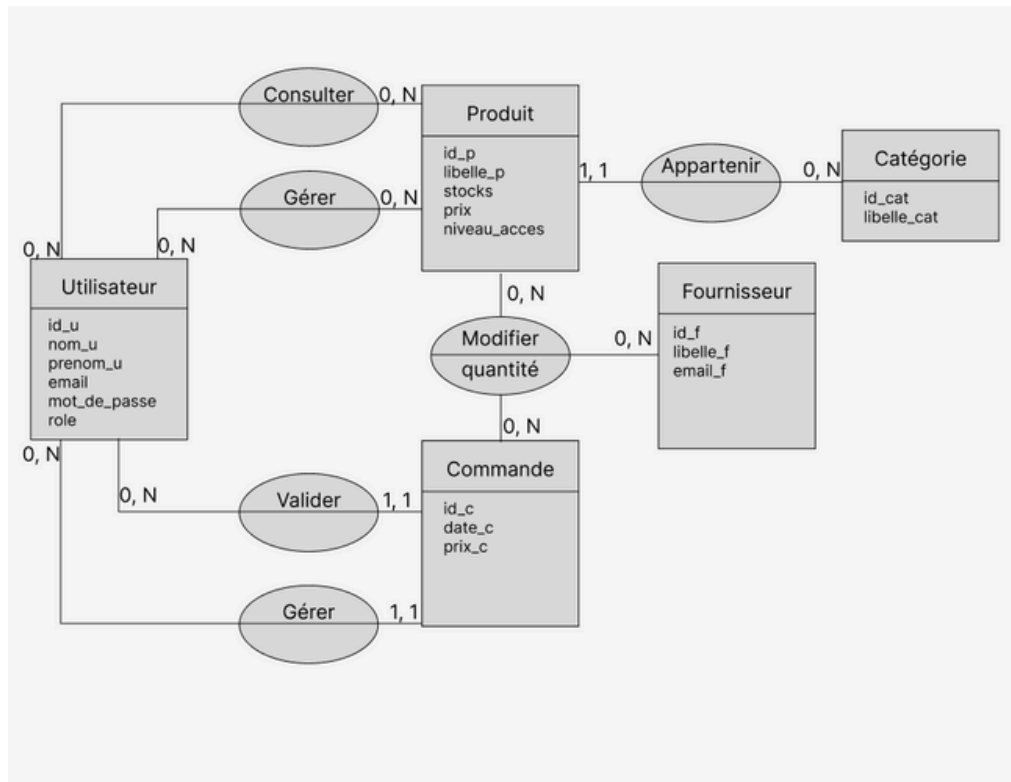 Consulter
0, N
Produit
id_p
libelle_p
stocks
prix
niveau_acces
1, 1
Appartenir
0, N
Catégorie
id_cat
libelle_cat
Gérer
0, N
0, N
0, N
Utilisateur
id_u
nom_u
prenom_u
email
mot_de_passe
role
0, N
Modifier
quantité
0, N
Fournisseur
id_f
libelle_f
email_f
0, N
Commande
id_c
date_c
prix_c
0, N
0, N
Valider
1, 1
Gérer
1, 1